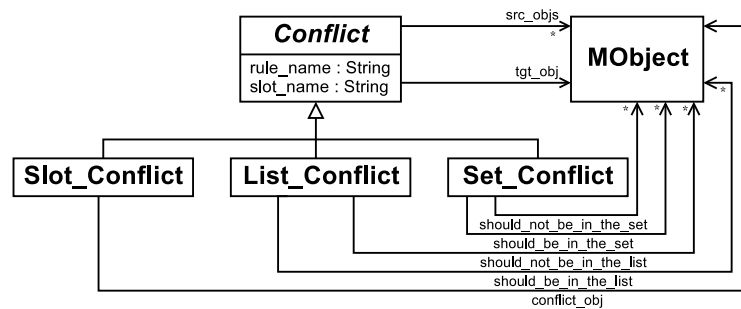 Conflict
rule_name : String
slot_name : String
src_objs
*
tgt_obj
MObject
*
*
*
*
Slot_Conflict
List_Conflict
Set_Conflict
should_not_be_in_the_set
should_be_in_the_set
should_not_be_in_the_list
should_be_in_the_list
conflict_obj